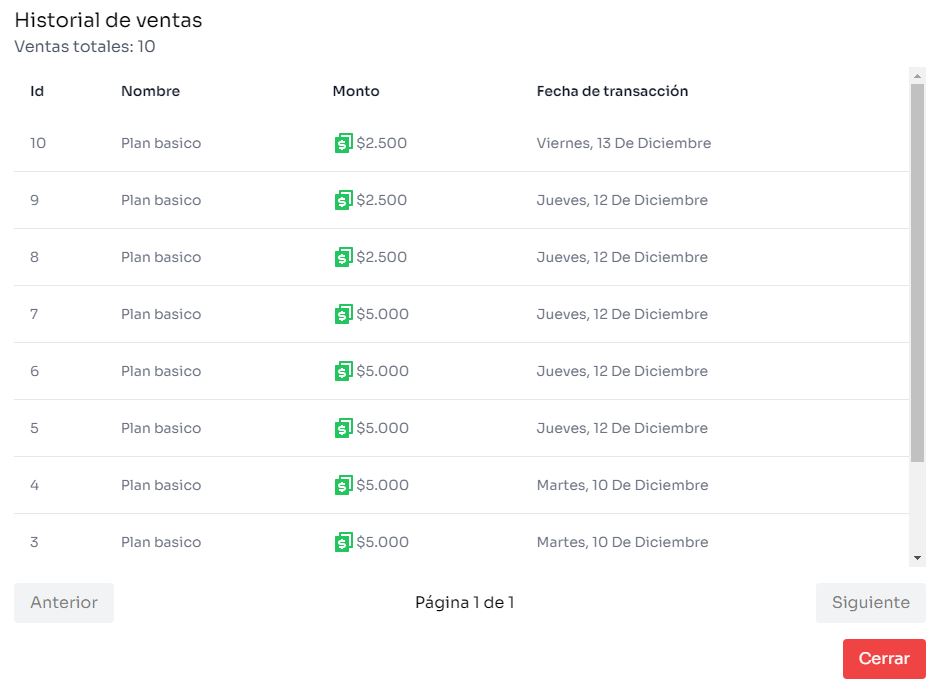 Historial de ventas
Ventas totales: 10
Id Nombre Monto Fecha de transacción
10 Plan basico $2.500 Viernes, 13 De Diciembre
9 Plan basico $2.500 Jueves, 12 De Diciembre
8 Plan basico $2.500 Jueves, 12 De Diciembre
7 Plan basico $5.000 Jueves, 12 De Diciembre
6 Plan basico $5.000 Jueves, 12 De Diciembre
5 Plan basico $5.000 Jueves, 12 De Diciembre
4 Plan basico $5.000 Martes, 10 De Diciembre
3 Plan basico $5.000 Martes, 10 De Diciembre
Anterior Página 1 de 1 Siguiente
Cerrar